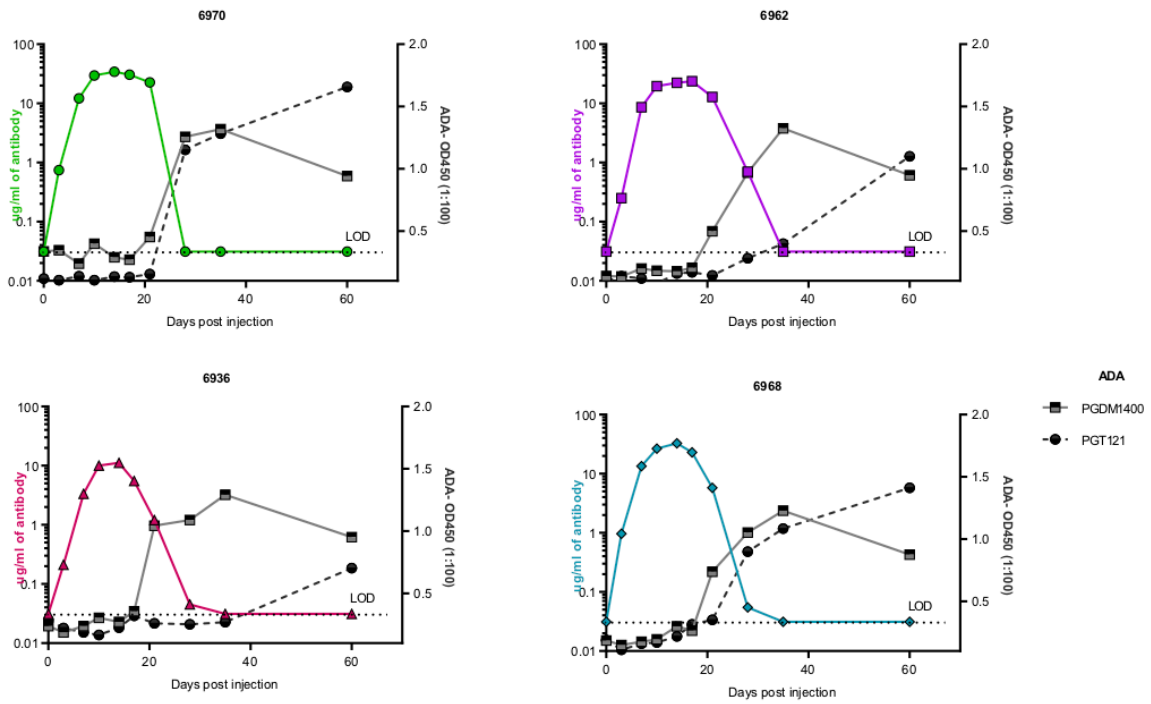 6970
100
10
1
0.1
0.01
µg/ml of antibody
2.0
1.5
1.0
0.5
ADA- OD450 (1:100)
LOD
0
20
40
60
Days post injection
6962
100
10
1
0.1
0.01
µg/ml of antibody
2.0
1.5
1.0
0.5
ADA- OD450 (1:100)
LOD
0
20
40
60
Days post injection
6936
100
10
1
0.1
0.01
µg/ml of antibody
2.0
1.5
1.0
0.5
ADA- OD450 (1:100)
LOD
0
20
40
60
Days post injection
6968
100
10
1
0.1
0.01
µg/ml of antibody
2.0
1.5
1.0
0.5
ADA- OD450 (1:100)
LOD
0
20
40
60
Days post injection
ADA
PGDM1400
PGT121